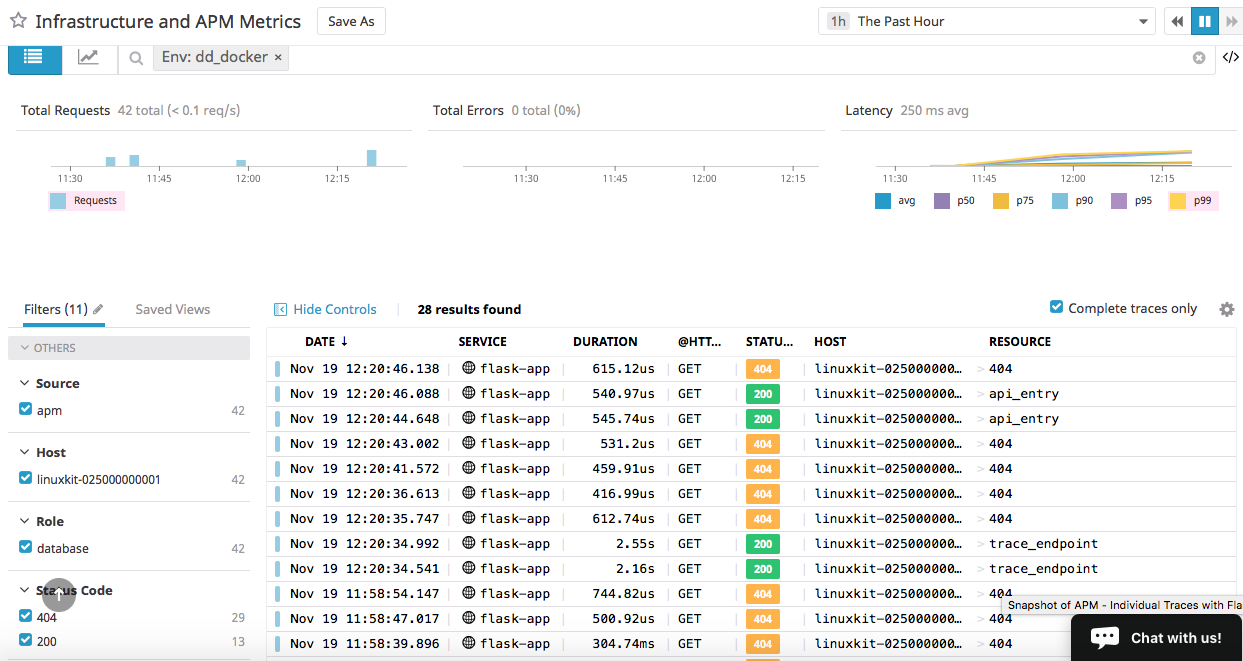 Infrastructure and APM Metrics Save As 1h The Past Hour
Env: dd_docker ×
Total Requests 42 total (< 0.1 req/s)
11:30 11:45 12:00 12:15
Requests
Total Errors 0 total (0%)
11:30 11:45 12:00 12:15
Latency 250 ms avg
11:30 11:45 12:00 12:15
avg p50 p75 p90 p95 p99
Filters (11) Saved Views
OTHERS
Source
apm 42
Host
linuxkit-025000000001 42
Role
database 42
Status Code
404 29
200 13
Hide Controls 28 results found Complete traces only
DATE ↓ SERVICE DURATION @HTT... STATU... HOST RESOURCE
Nov 19 12:20:46.138 flask-app 615.12us GET 404 linuxkit-025000000… > 404
Nov 19 12:20:46.088 flask-app 540.97us GET 200 linuxkit-025000000… > api_entry
Nov 19 12:20:44.648 flask-app 545.74us GET 200 linuxkit-025000000… > api_entry
Nov 19 12:20:43.002 flask-app 531.2us GET 404 linuxkit-025000000… > 404
Nov 19 12:20:41.572 flask-app 459.91us GET 404 linuxkit-025000000… > 404
Nov 19 12:20:36.613 flask-app 416.99us GET 404 linuxkit-025000000… > 404
Nov 19 12:20:35.747 flask-app 612.74us GET 404 linuxkit-025000000… > 404
Nov 19 12:20:34.992 flask-app 2.55s GET 200 linuxkit-025000000… > trace_endpoint
Nov 19 12:20:34.541 flask-app 2.16s GET 200 linuxkit-025000000… > trace_endpoint
Nov 19 11:58:54.147 flask-app 744.82us GET 404 linuxkit-025000000… > 404
Nov 19 11:58:47.017 flask-app 500.92us GET 404 linuxkit-025000000… > 404
Nov 19 11:58:39.896 flask-app 304.74ms GET 404 linuxkit-025000000… > 404
Snapshot of APM - Individual Traces with Fla
Chat with us!